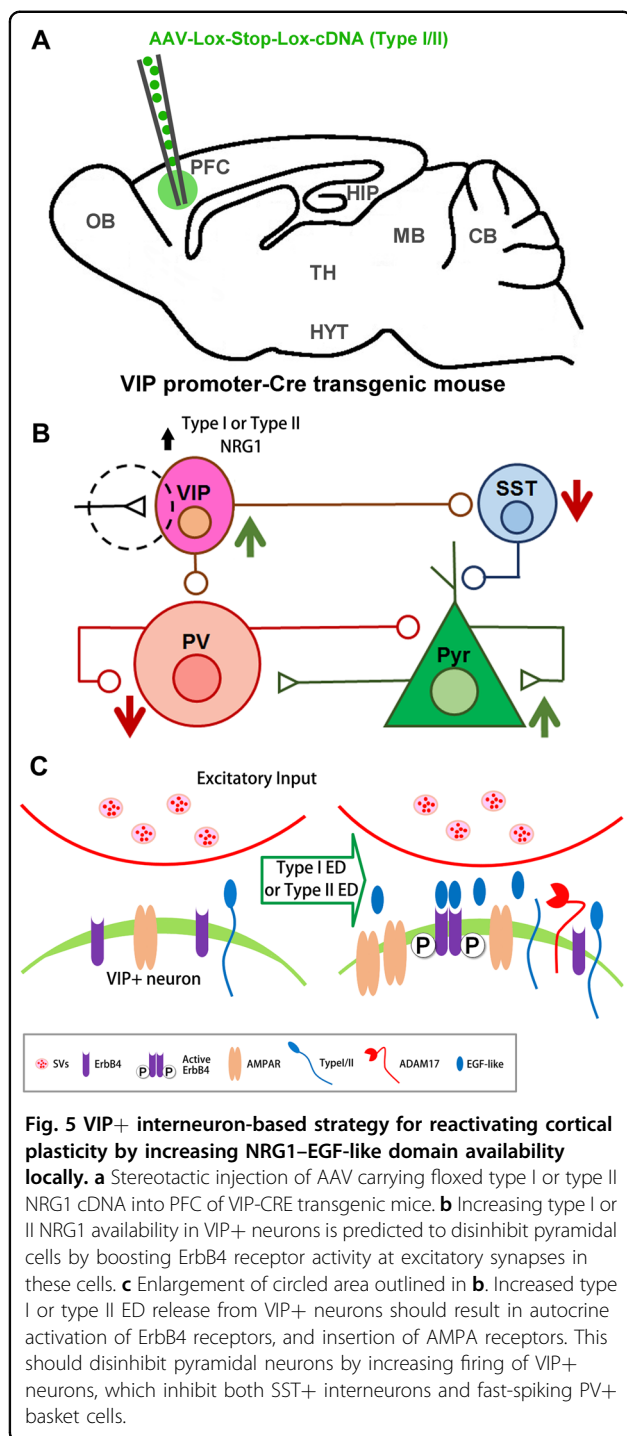 A
AAV-Lox-Stop-Lox-cDNA (Type I/II)
PFC
OB
HIP
MB
CB
TH
HYT
VIP promoter-Cre transgenic mouse
B
Type I or Type II
NRG1
VIP
SST
PV
Pyr
C
Excitatory Input
Type I ED
or Type II ED
P
P
VIP+ neuron
SVs
ErbB4
P
P
Active
ErbB4
AMPAR
TypeI/II
ADAM17
EGF-like
Fig. 5 VIP+ interneuron-based strategy for reactivating cortical
plasticity by increasing NRG1–EGF-like domain availability
locally. a Stereotactic injection of AAV carrying floxed type I or type II
NRG1 cDNA into PFC of VIP-CRE transgenic mice. b Increasing type I or
II NRG1 availability in VIP+ neurons is predicted to disinhibit pyramidal
cells by boosting ErbB4 receptor activity at excitatory synapses in
these cells. c Enlargement of circled area outlined in b. Increased type
I or type II ED release from VIP+ neurons should result in autocrine
activation of ErbB4 receptors, and insertion of AMPA receptors. This
should disinhibit pyramidal neurons by increasing firing of VIP+
neurons, which inhibit both SST+ interneurons and fast-spiking PV+
basket cells.